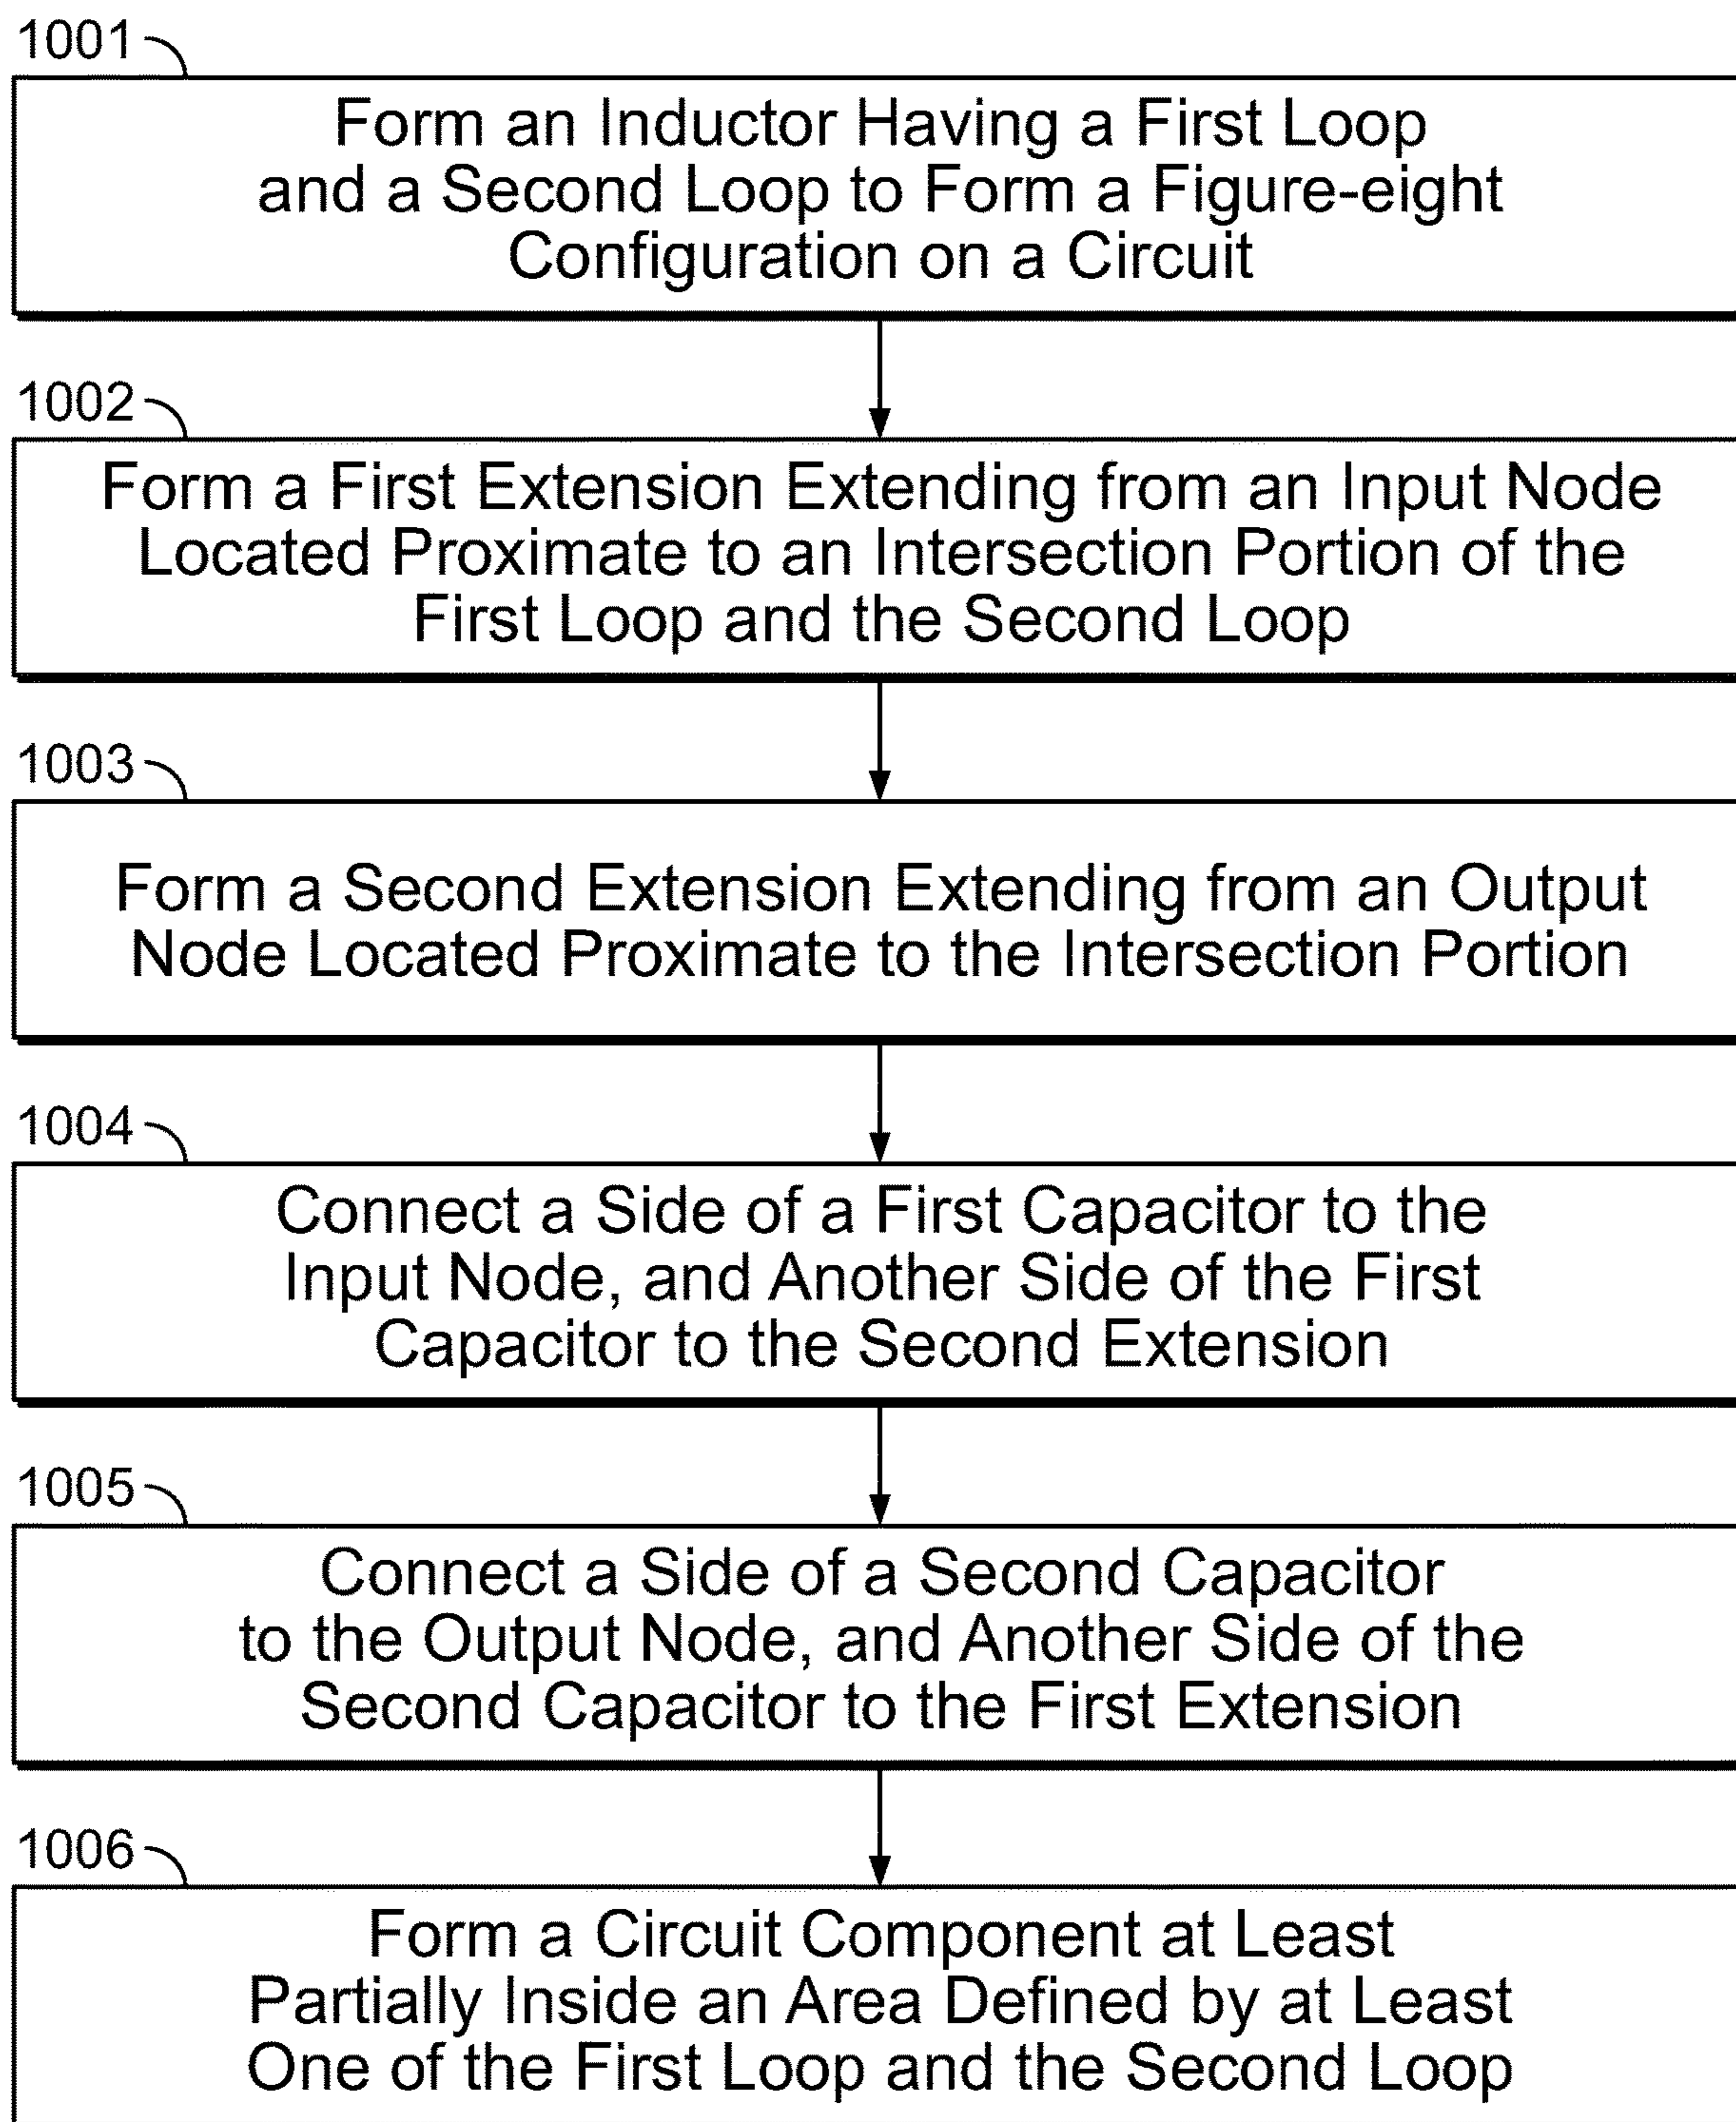 1001
Form an Inductor Having a First Loop
and a Second Loop to Form a Figure-eight
Configuration on a Circuit
1002
Form a First Extension Extending from an Input Node
Located Proximate to an Intersection Portion of the
First Loop and the Second Loop
1003
Form a Second Extension Extending from an Output
Node Located Proximate to the Intersection Portion
1004
Connect a Side of a First Capacitor to the
Input Node, and Another Side of the First
Capacitor to the Second Extension
1005
Connect a Side of a Second Capacitor
to the Output Node, and Another Side of the
Second Capacitor to the First Extension
1006
Form a Circuit Component at Least
Partially Inside an Area Defined by at Least
One of the First Loop and the Second Loop